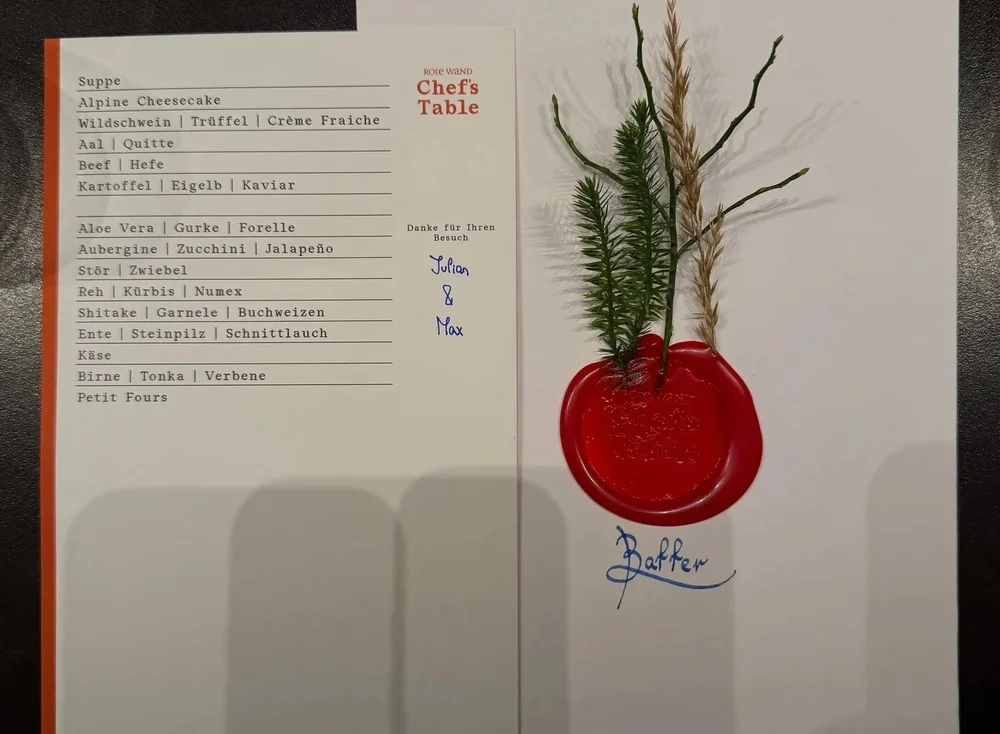 Suppe
Alpine Cheesecake
Wildschwein | Trüffel | Crème Fraiche
Aal | Quitte
Beef | Hefe
Kartoffel | Eigelb | Kaviar
Aloe Vera | Gurke | Forelle
Aubergine | Zucchini | Jalapeño
Stör | Zwiebel
Reh | Kürbis | Numex
Shitake | Garnele | Buchweizen
Ente | Steinpilz | Schnittlauch
Käse
Birne | Tonka | Verbene
Petit Fours
ROTE WAND
Chef's
Table
Danke für Ihren
Besuch
Julian
&
Max